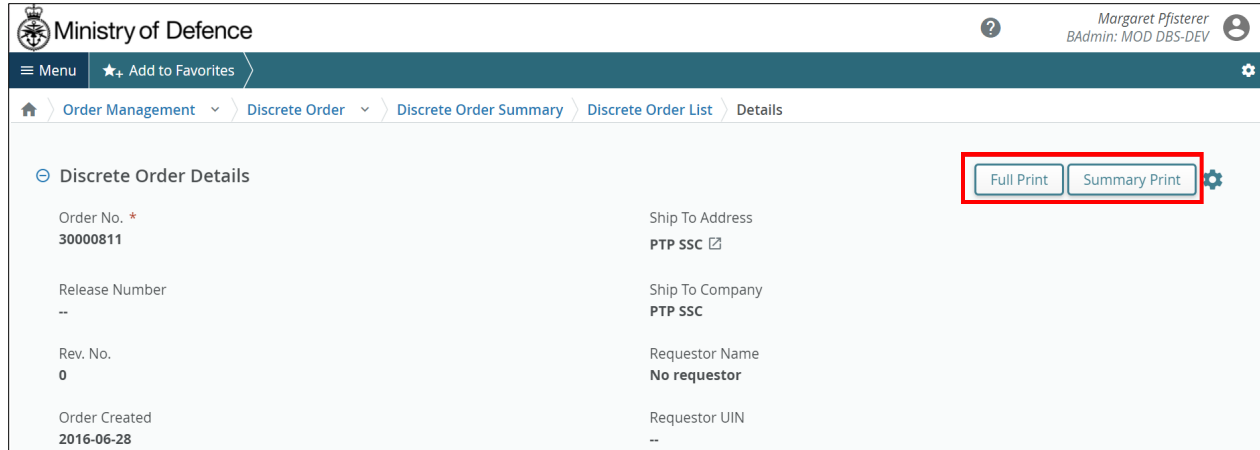 Ministry of Defence
Margaret Pfisterer
BAdmin: MOD DBS-DEV
Menu Add to Favorites
Order Management Discrete Order Discrete Order Summary Discrete Order List Details
Discrete Order Details Full Print Summary Print
Order No. * Ship To Address
30000811 PTP SSC
Release Number Ship To Company
-- PTP SSC
Rev. No. Requestor Name
0 No requestor
Order Created Requestor UIN
2016-06-28 --